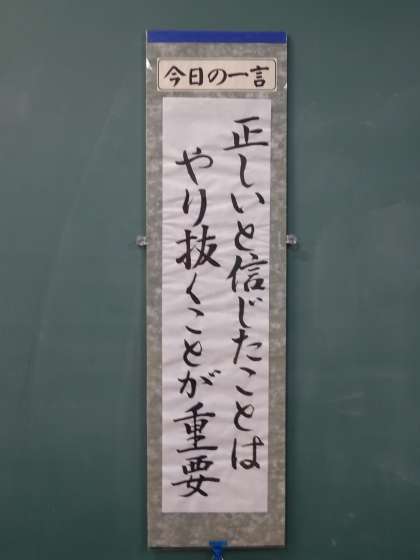 今日の一言
正しいと信じたことは
やり抜くことが重要